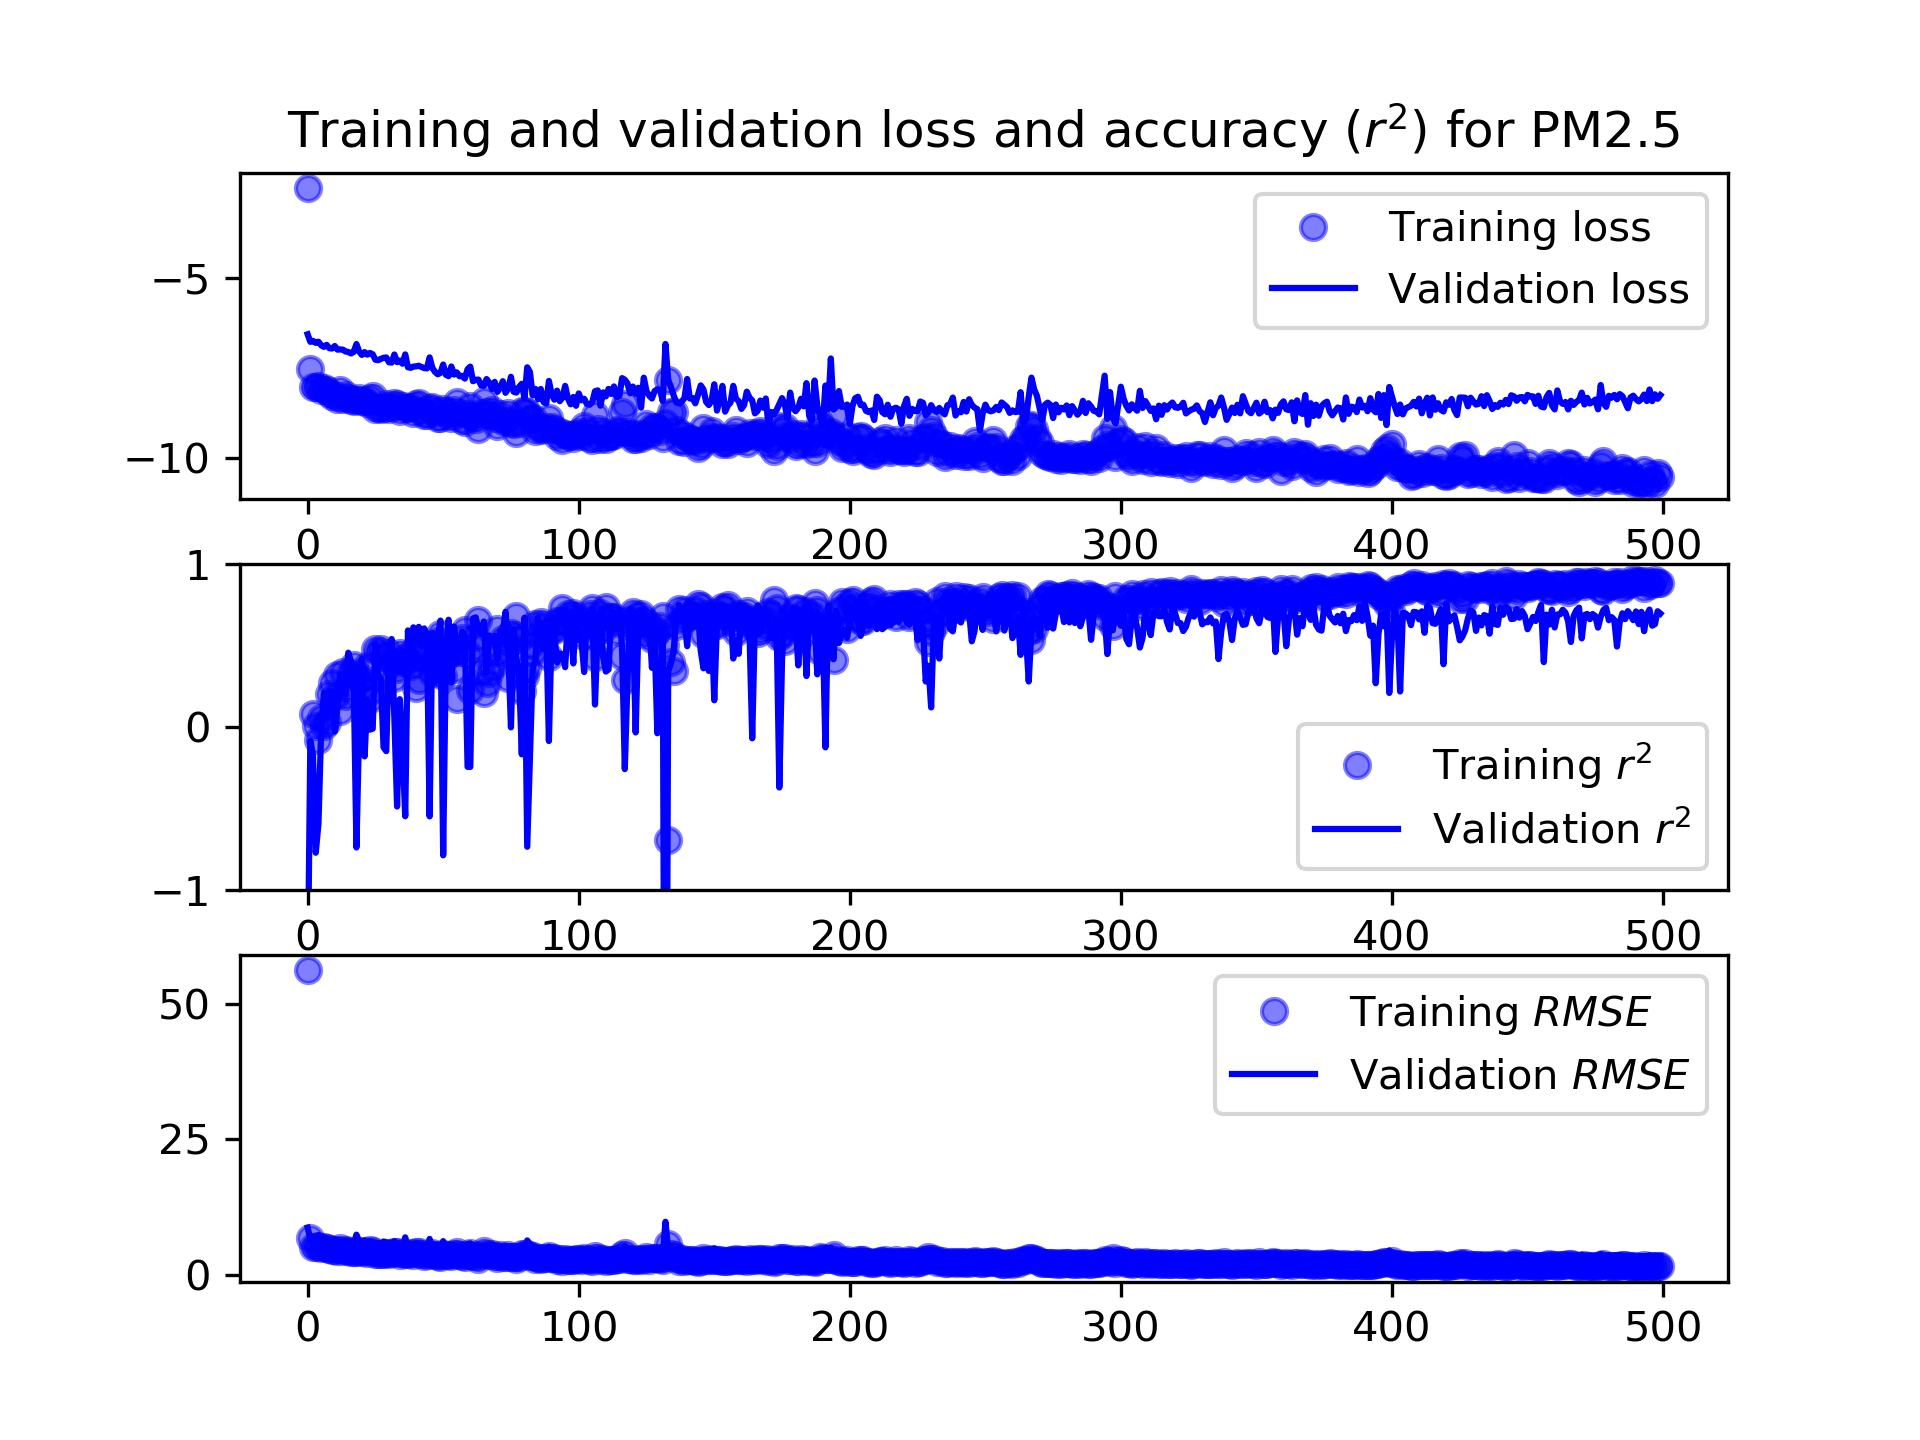 Training and validation loss and accuracy (r²) for PM2.5
Training loss
Validation loss
−5
−10
0 100 200 300 400 500
1
0
−1
Training r²
Validation r²
0 100 200 300 400 500
50
25
0
Training RMSE
Validation RMSE
0 100 200 300 400 500